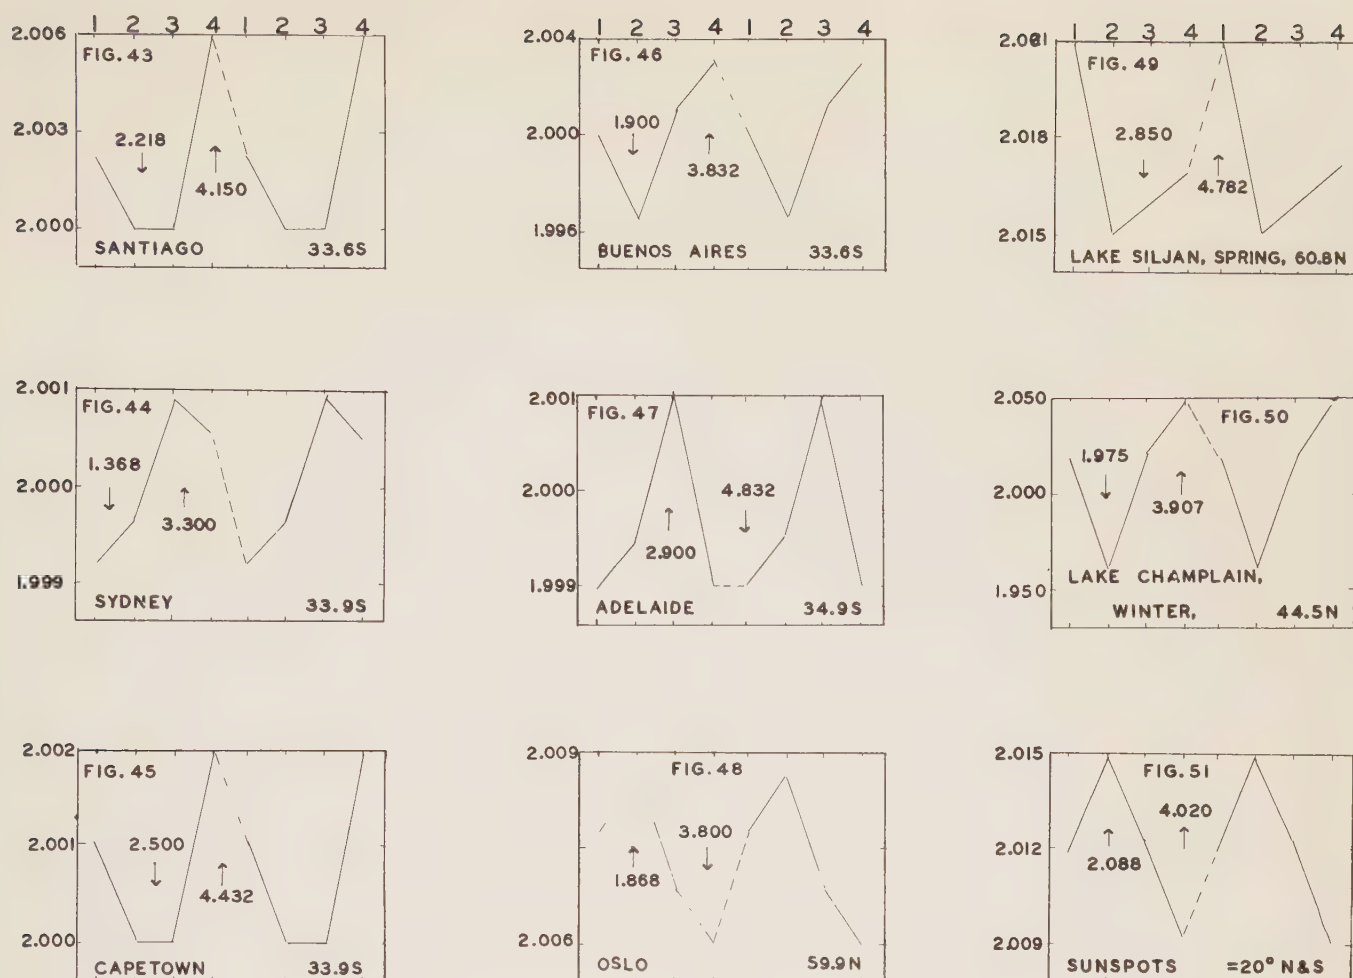 1 2 3 4 1 2 3 4
2.006
FIG. 43
2.003
2.218
4.150
2.000
SANTIAGO 33.6S
1 2 3 4 1 2 3 4
2.004
FIG. 46
2.000
1.900
3.832
1.996
BUENOS AIRES 33.6S
1 2 3 4 1 2 3 4
2.021
FIG. 49
2.018
2.850
4.782
2.015
LAKE SILJAN, SPRING, 60.8N
2.001
FIG. 44
1.368
2.000
3.300
1.999
SYDNEY 33.9S
2.001
FIG. 47
2.000
4.832
2.900
1.999
ADELAIDE 34.9S
2.050
FIG. 50
1.975
2.000
3.907
LAKE CHAMPLAIN,
1.950
WINTER, 44.5N
2.002
FIG. 45
2.001
2.500
4.432
2.000
CAPETOWN 33.9S
2.009
FIG. 48
3.800
1.868
2.006
OSLO 59.9N
2.015
FIG. 51
4.020
2.012
2.088
2.009
SUNSPOTS =20° N&S